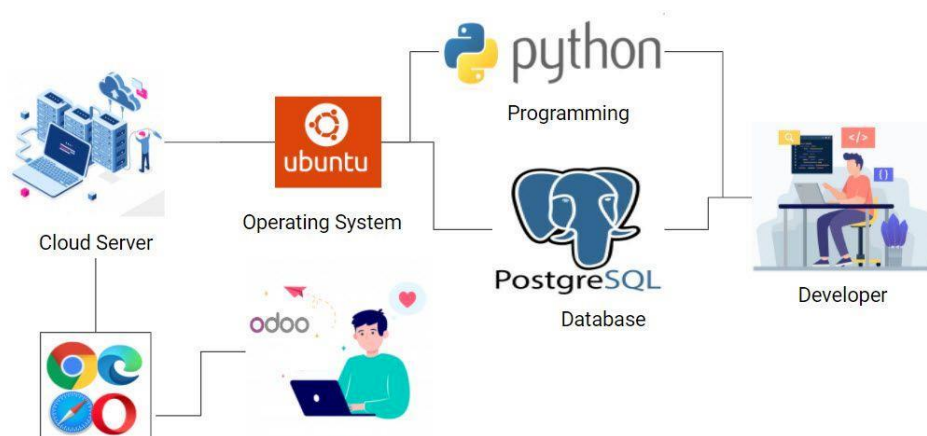 python
Programming
ubuntu
Operating System
Cloud Server
PostgreSQL
Database
</>
{}
Developer
odoo